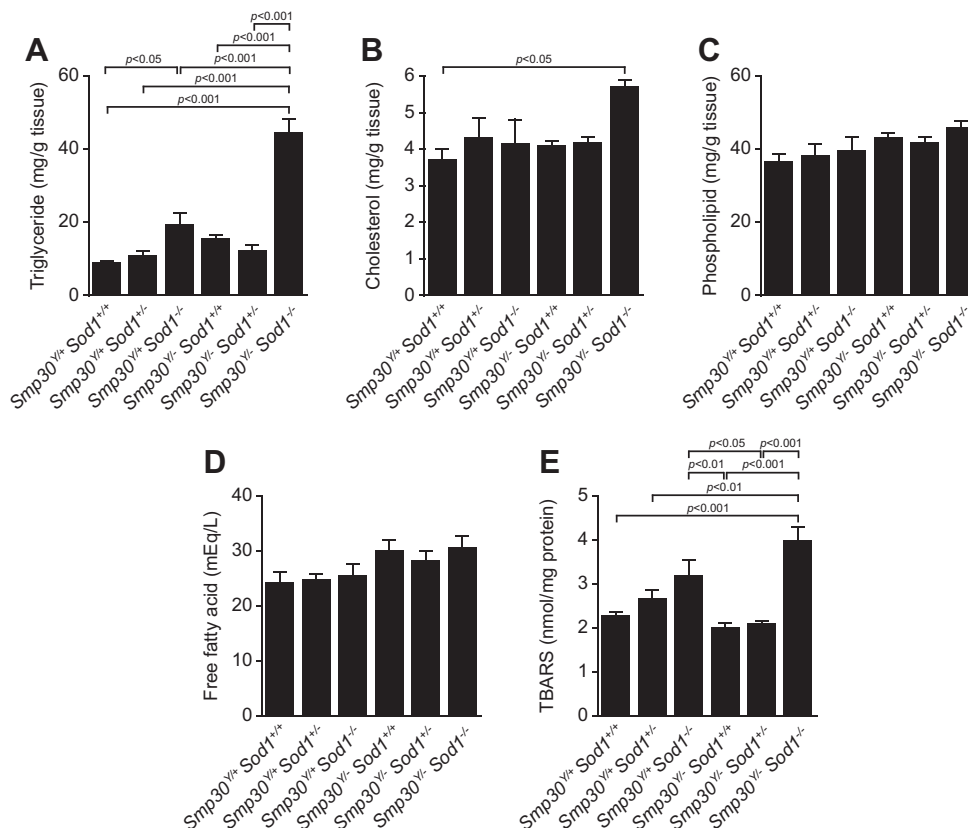 A
p<0.001
p<0.001
p<0.05
p<0.001
p<0.001
p<0.001
Triglyceride (mg/g tissue)
60
40
20
0
Smp30Y/+ Sod1+/+
Smp30Y/+ Sod1+/-
Smp30Y/+ Sod1-/-
Smp30Y/- Sod1+/+
Smp30Y/- Sod1+/-
Smp30Y/- Sod1-/-
B
p<0.05
Cholesterol (mg/g tissue)
6
5
4
3
2
1
0
Smp30Y/+ Sod1+/+
Smp30Y/+ Sod1+/-
Smp30Y/+ Sod1-/-
Smp30Y/- Sod1+/+
Smp30Y/- Sod1+/-
Smp30Y/- Sod1-/-
C
Phospholipid (mg/g tissue)
60
40
20
0
Smp30Y/+ Sod1+/+
Smp30Y/+ Sod1+/-
Smp30Y/+ Sod1-/-
Smp30Y/- Sod1+/+
Smp30Y/- Sod1+/-
Smp30Y/- Sod1-/-
D
Free fatty acid (mEq/L)
40
30
20
10
0
Smp30Y/+ Sod1+/+
Smp30Y/+ Sod1+/-
Smp30Y/+ Sod1-/-
Smp30Y/- Sod1+/+
Smp30Y/- Sod1+/-
Smp30Y/- Sod1-/-
E
p<0.05 p<0.001
p<0.01 p<0.001
p<0.01
p<0.001
TBARS (nmol/mg protein)
5
4
3
2
1
0
Smp30Y/+ Sod1+/+
Smp30Y/+ Sod1+/-
Smp30Y/+ Sod1-/-
Smp30Y/- Sod1+/+
Smp30Y/- Sod1+/-
Smp30Y/- Sod1-/-